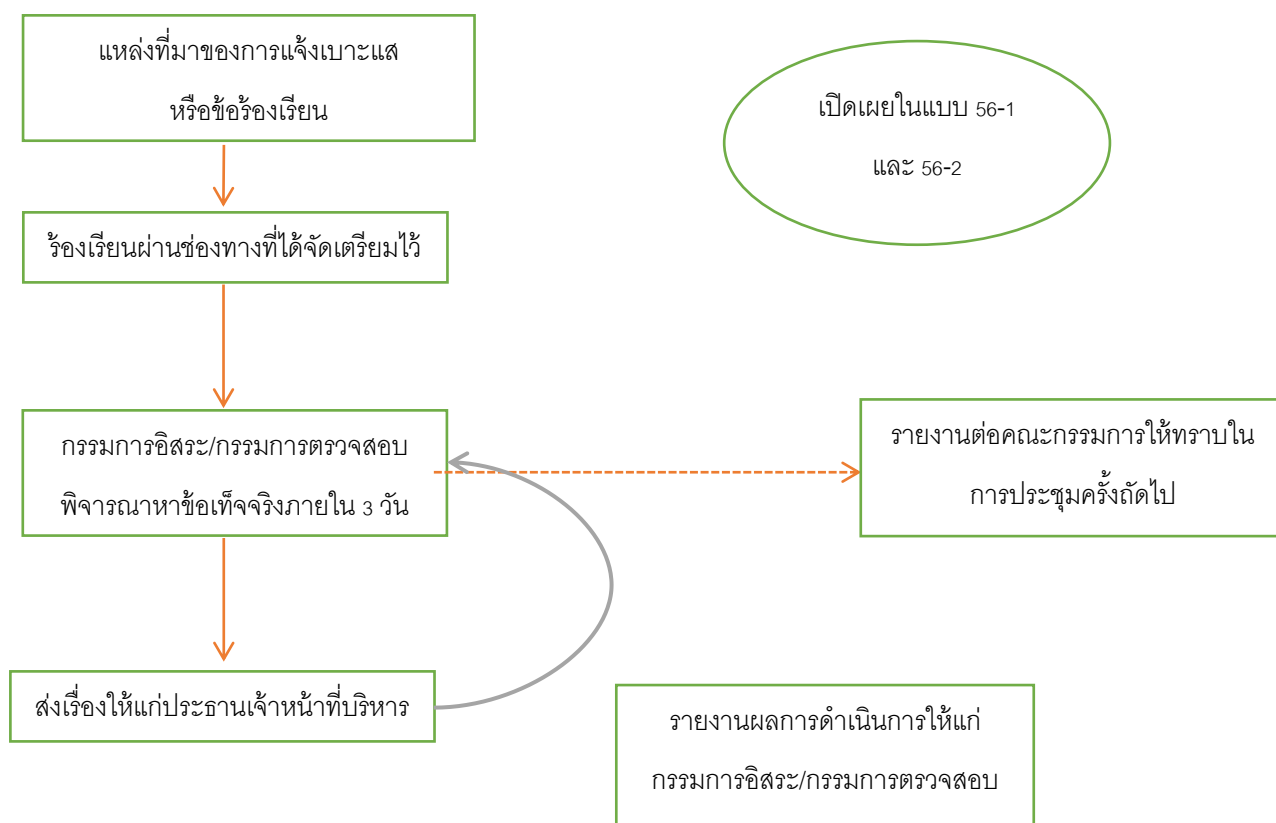 แหล่งที่มาของการแจ้งเบาะแส
หรือข้อร้องเรียน
เปิดเผยในแบบ 56-1
และ 56-2
ร้องเรียนผ่านช่องทางที่ได้จัดเตรียมไว้
กรรมการอิสระ/กรรมการตรวจสอบ
พิจารณาหาข้อเท็จจริงภายใน 3 วัน
รายงานต่อคณะกรรมการให้ทราบใน
การประชุมครั้งถัดไป
ส่งเรื่องให้แก่ประธานเจ้าหน้าที่บริหาร
รายงานผลการดำเนินการให้แก่
กรรมการอิสระ/กรรมการตรวจสอบ